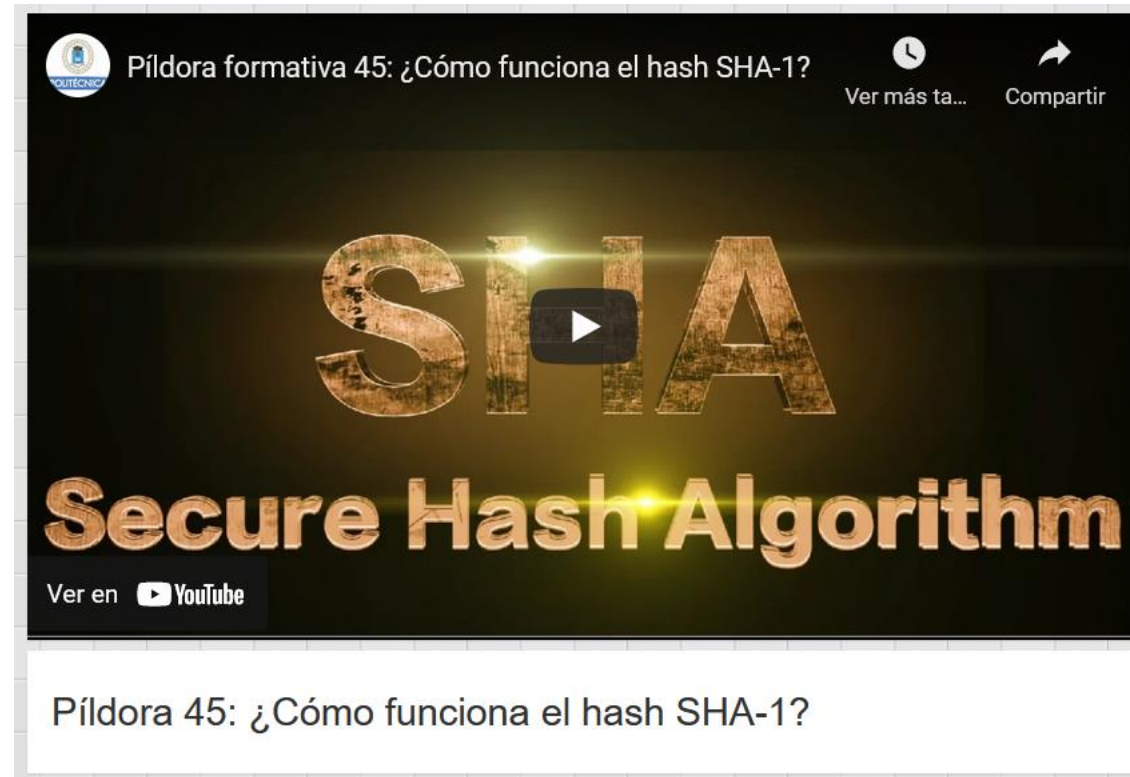 Píldora formativa 45: ¿Cómo funciona el hash SHA-1?
Ver más ta...
Compartir
POLITÉCNICA
SHA
Secure Hash Algorithm
Ver en YouTube
Píldora 45: ¿Cómo funciona el hash SHA-1?